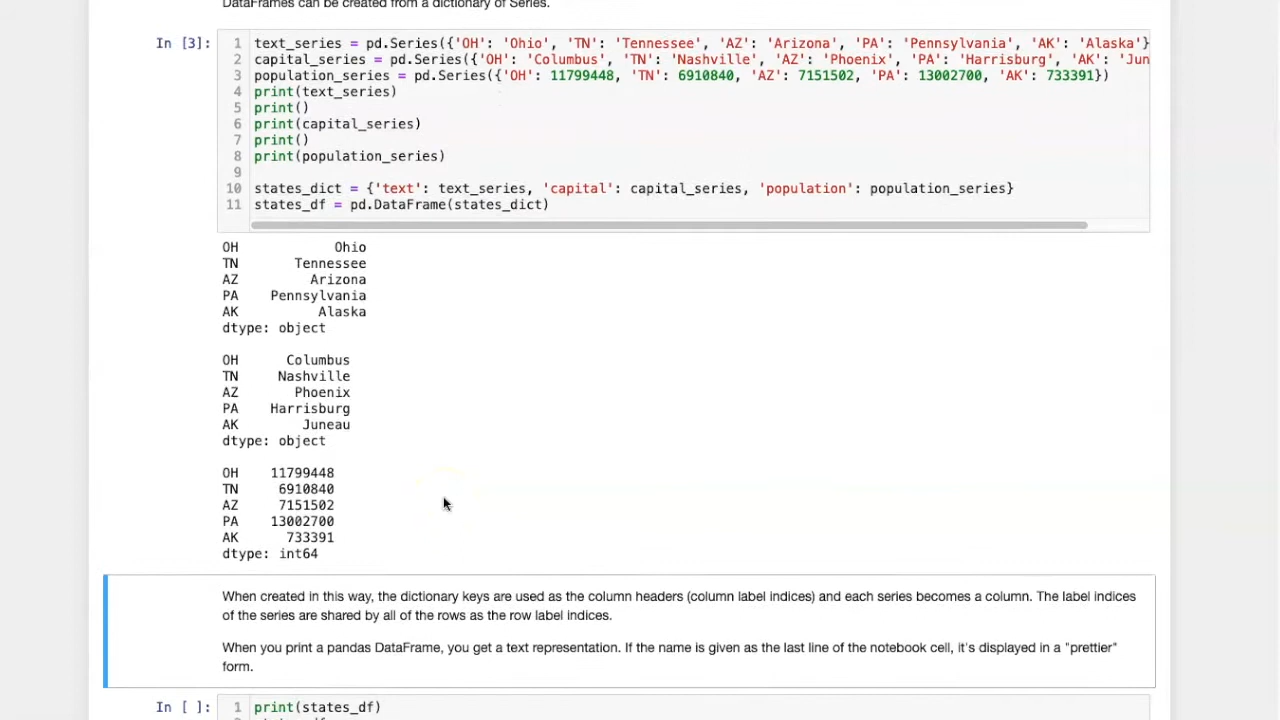 DataFrames can be created from a dictionary of Series.
In [3]:
1 text_series = pd.Series({'OH': 'Ohio', 'TN': 'Tennessee', 'AZ': 'Arizona', 'PA': 'Pennsylvania', 'AK': 'Alaska'}
2 capital_series = pd.Series({'OH': 'Columbus', 'TN': 'Nashville', 'AZ': 'Phoenix', 'PA': 'Harrisburg', 'AK': 'Jun
3 population_series = pd.Series({'OH': 11799448, 'TN': 6910840, 'AZ': 7151502, 'PA': 13002700, 'AK': 733391})
4 print(text_series)
5 print()
6 print(capital_series)
7 print()
8 print(population_series)
9
10 states_dict = {'text': text_series, 'capital': capital_series, 'population': population_series}
11 states_df = pd.DataFrame(states_dict)
OH Ohio
TN Tennessee
AZ Arizona
PA Pennsylvania
AK Alaska
dtype: object
OH Columbus
TN Nashville
AZ Phoenix
PA Harrisburg
AK Juneau
dtype: object
OH 11799448
TN 6910840
AZ 7151502
PA 13002700
AK 733391
dtype: int64
When created in this way, the dictionary keys are used as the column headers (column label indices) and each series becomes a column. The label indices
of the series are shared by all of the rows as the row label indices.
When you print a pandas DataFrame, you get a text representation. If the name is given as the last line of the notebook cell, it's displayed in a "prettier"
form.
In [ ]:
1 print(states_df)